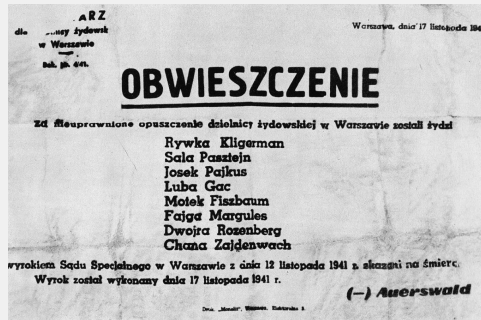 ARZ
żydowsk
w Warszawie
Warszawa, dnia 17 listopada 194
OBWIESZCZENIE
Za nieuprawnione opuszczenie dzielnicy żydowskiej w Warszawie zostali żydzi
Rywka Kligerman
Sala Pasztejn
Josek Pajkus
Luba Gac
Motek Fiszbaum
Fajga Margules
Dwojra Rozenberg
Chana Zajdenwach
wyrokiem Sądu Specjalnego w Warszawie z dnia 12 listopada 1941 r. skazani na śmierć.
Wyrok został wykonany dnia 17 listopada 1941 r.
(—) Auerswald